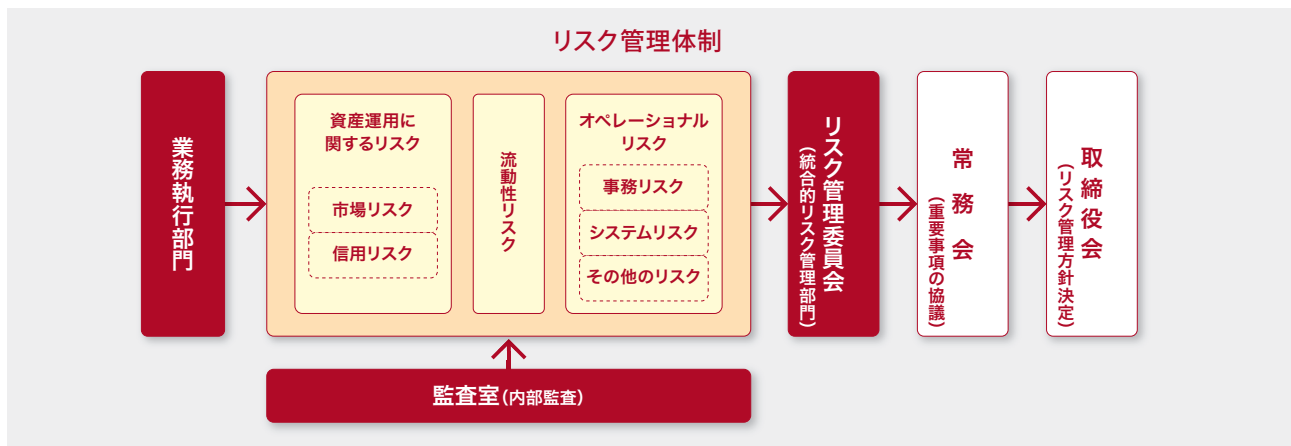 リスク管理体制
業務執行部門
資産運用に
関するリスク
市場リスク
信用リスク
流動性リスク
オペレーショナル
リスク
事務リスク
システムリスク
その他のリスク
リスク管理委員会
(統合的リスク管理部門)
常務会
(重要事項の協議)
取締役会
(リスク管理方針決定)
監査室(内部監査)